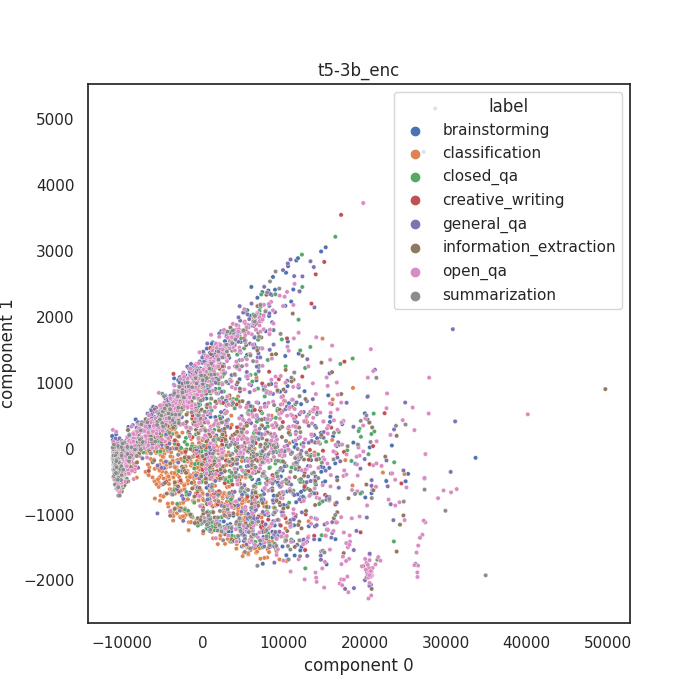 t5-3b_enc
label
brainstorming
classification
closed_qa
creative_writing
general_qa
information_extraction
open_qa
summarization
5000
4000
3000
2000
1000
0
−1000
−2000
component 1
−10000 0 10000 20000 30000 40000 50000
component 0